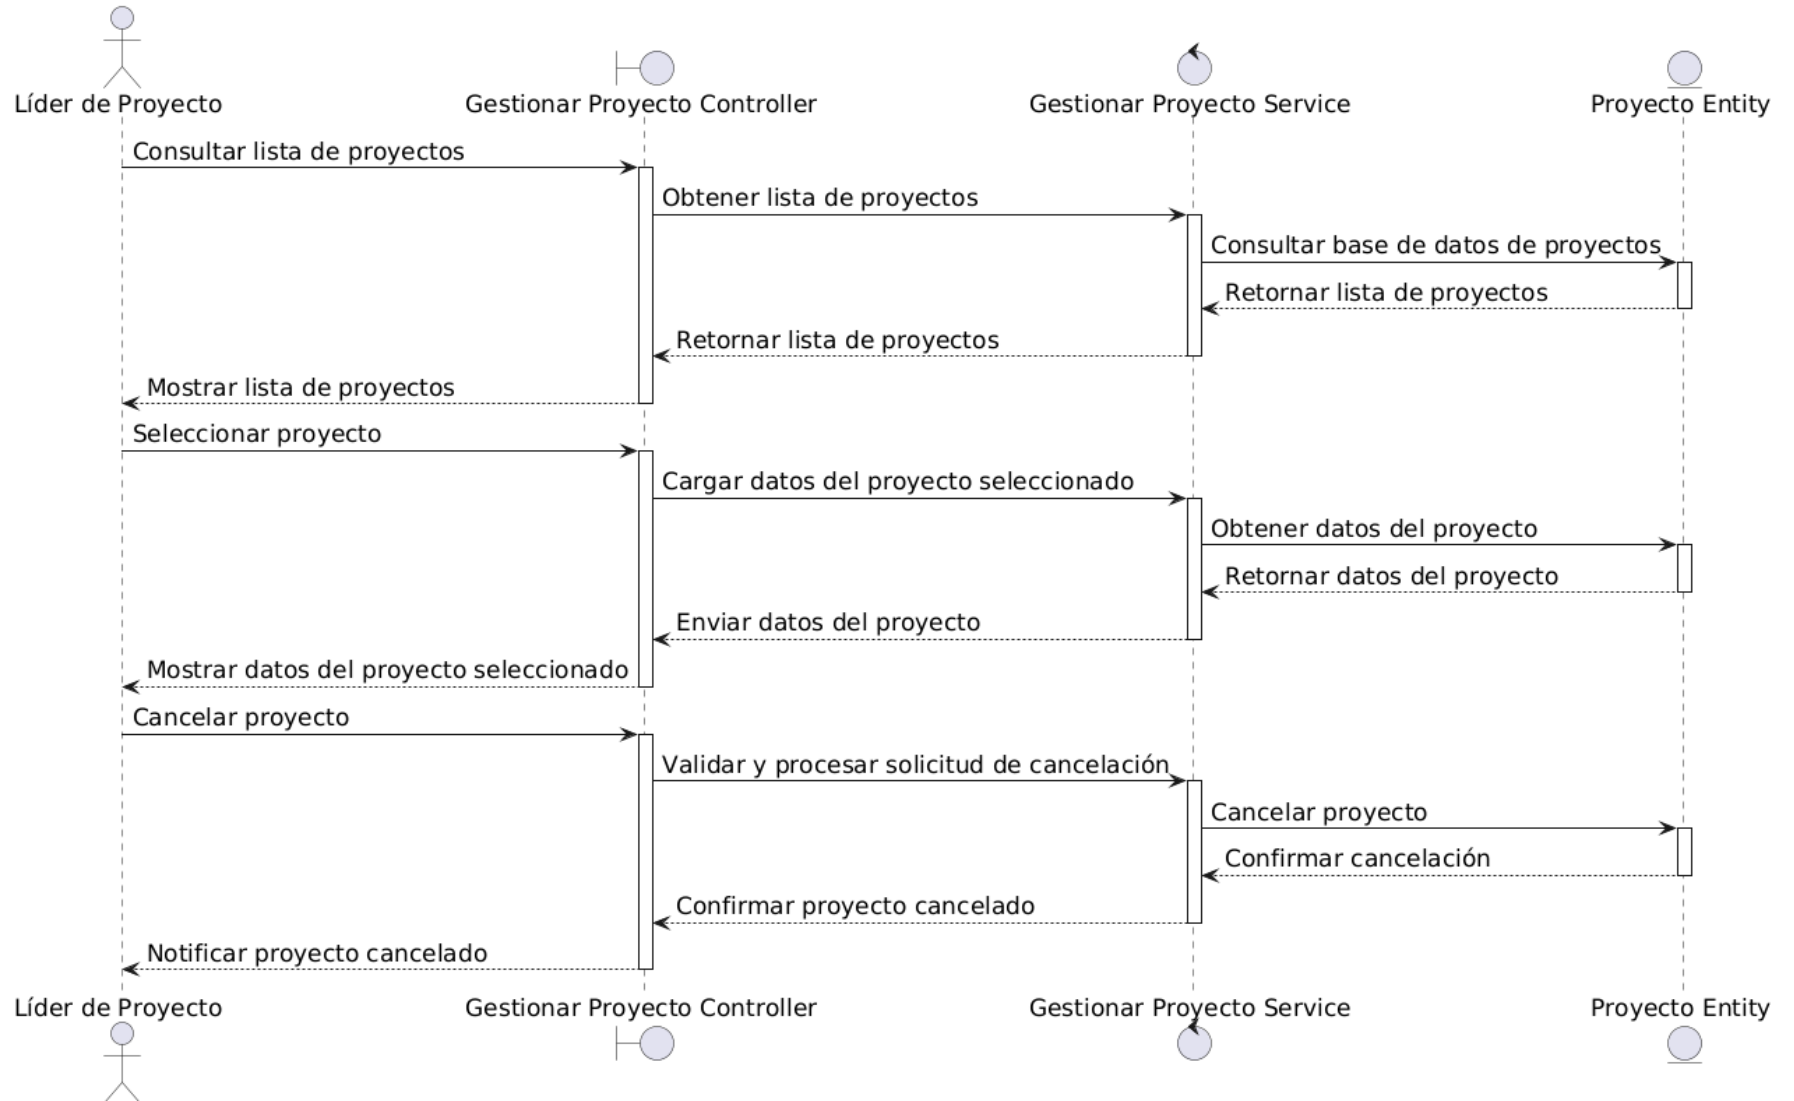 Líder de Proyecto
Gestionar Proyecto Controller
Gestionar Proyecto Service
Proyecto Entity
Consultar lista de proyectos
Obtener lista de proyectos
Consultar base de datos de proyectos
Retornar lista de proyectos
Retornar lista de proyectos
Mostrar lista de proyectos
Seleccionar proyecto
Cargar datos del proyecto seleccionado
Obtener datos del proyecto
Retornar datos del proyecto
Enviar datos del proyecto
Mostrar datos del proyecto seleccionado
Cancelar proyecto
Validar y procesar solicitud de cancelación
Cancelar proyecto
Confirmar cancelación
Confirmar proyecto cancelado
Notificar proyecto cancelado
Líder de Proyecto
Gestionar Proyecto Controller
Gestionar Proyecto Service
Proyecto Entity